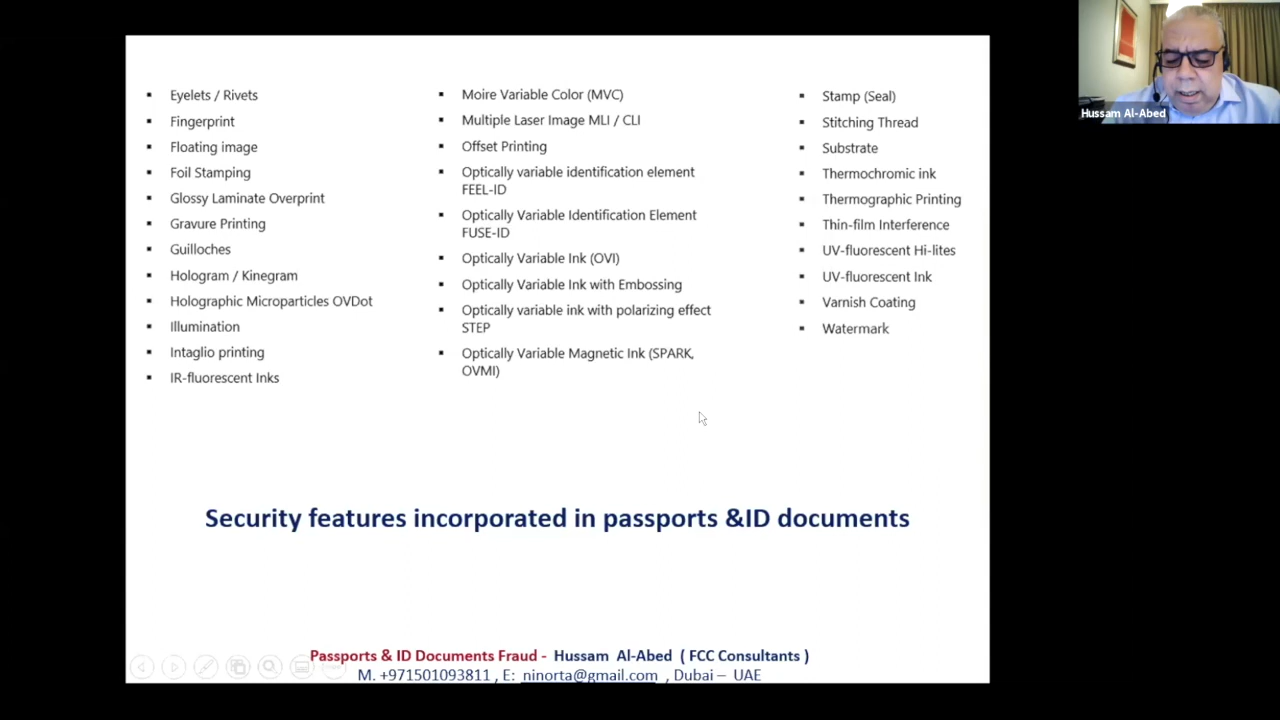 Eyelets / Rivets
Fingerprint
Floating image
Foil Stamping
Glossy Laminate Overprint
Gravure Printing
Guilloches
Hologram / Kinegram
Holographic Microparticles OVDot
Illumination
Intaglio printing
IR-fluorescent Inks
Moire Variable Color (MVC)
Multiple Laser Image MLI / CLI
Offset Printing
Optically variable identification element
FEEL-ID
Optically Variable Identification Element
FUSE-ID
Optically Variable Ink (OVI)
Optically Variable Ink with Embossing
Optically variable ink with polarizing effect
STEP
Optically Variable Magnetic Ink (SPARK,
OVMI)
Stamp (Seal)
Stitching Thread
Substrate
Thermochromic ink
Thermographic Printing
Thin-film Interference
UV-fluorescent Hi-lites
UV-fluorescent Ink
Varnish Coating
Watermark
Hussam Al-Abed
Security features incorporated in passports &ID documents
Passports & ID Documents Fraud - Hussam Al-Abed ( FCC Consultants )
M. +971501093811 , E: ninorta@gmail.com , Dubai – UAE